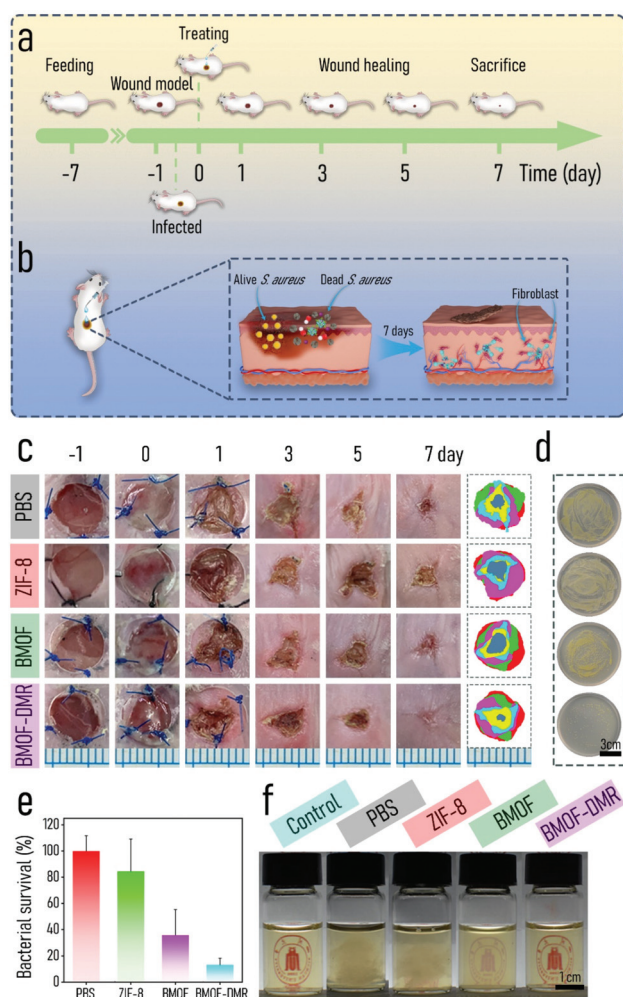 a
Treating
Feeding
Wound model
Wound healing
Sacrifice
-7
-1
0
1
3
5
7
Time (day)
Infected
b
Alive S. aureus
Dead S. aureus
7 days
Fibroblast
c
-1
0
1
3
5
7 day
d
PBS
ZIF-8
BMOF
BMOF-DMR
3cm
e
Bacterial survival (%)
120
100
80
60
40
20
0
PBS
ZIF-8
BMOF
BMOF-DMR
f
Control
PBS
ZIF-8
BMOF
BMOF-DMR
1 cm